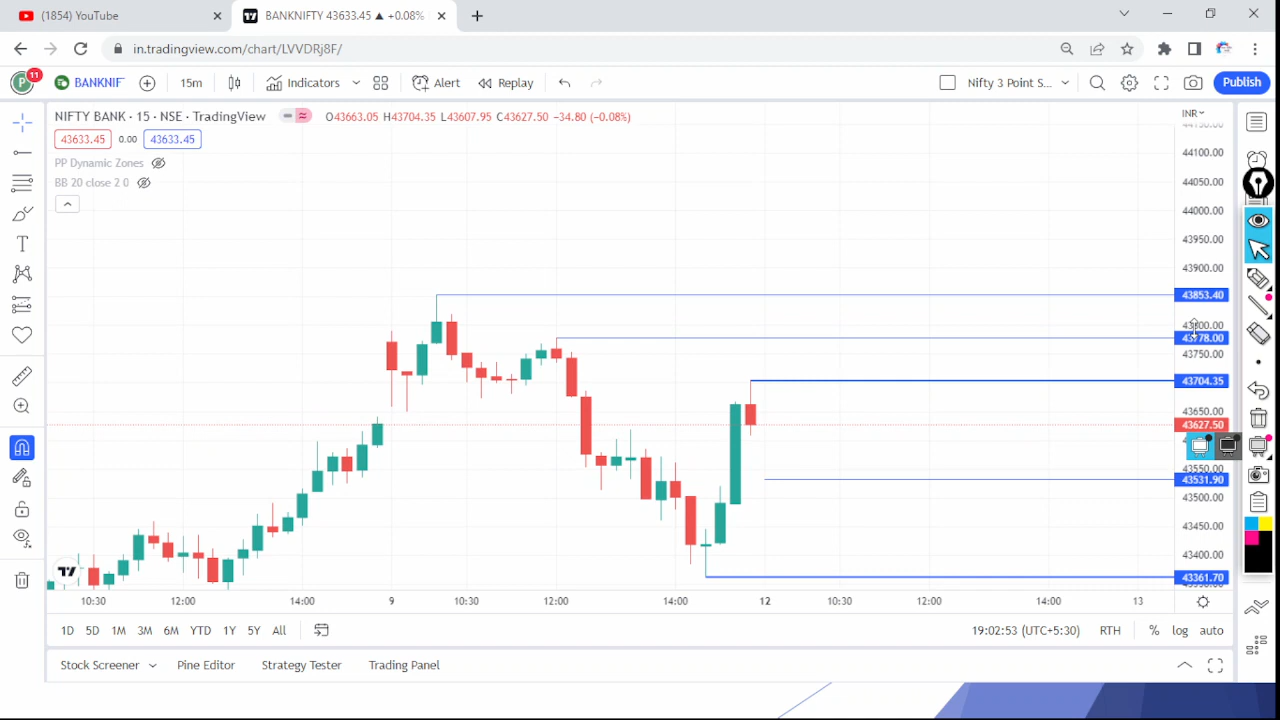 (1854) YouTube
BANKNIFTY 43633.45 ▲ +0.08%
in.tradingview.com/chart/LVVDRj8F/
P 11
BANKNIF
15m
Indicators
Alert
Replay
Nifty 3 Point S...
Publish
NIFTY BANK · 15 · NSE · TradingView
O43663.05 H43704.35 L43607.95 C43627.50 −34.80 (−0.08%)
INR
43633.45 0.00 43633.45
PP Dynamic Zones
BB 20 close 2 0
44100.00
44050.00
44000.00
43950.00
43900.00
43853.40
43800.00
43778.00
43750.00
43704.35
43650.00
43627.50
43550.00
43531.90
43500.00
43450.00
43400.00
43361.70
10:30 12:00 14:00 9 10:30 12:00 14:00 12 10:30 12:00 14:00 13
1D 5D 1M 3M 6M YTD 1Y 5Y All
19:02:53 (UTC+5:30) RTH % log auto
Stock Screener Pine Editor Strategy Tester Trading Panel